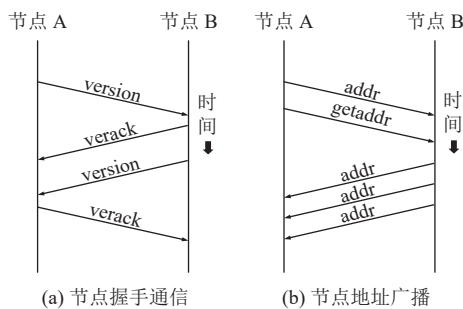 节点 A
节点 B
version
verack
version
verack
时间
(a) 节点握手通信
节点 A
节点 B
addr
getaddr
addr
addr
addr
时间
(b) 节点地址广播